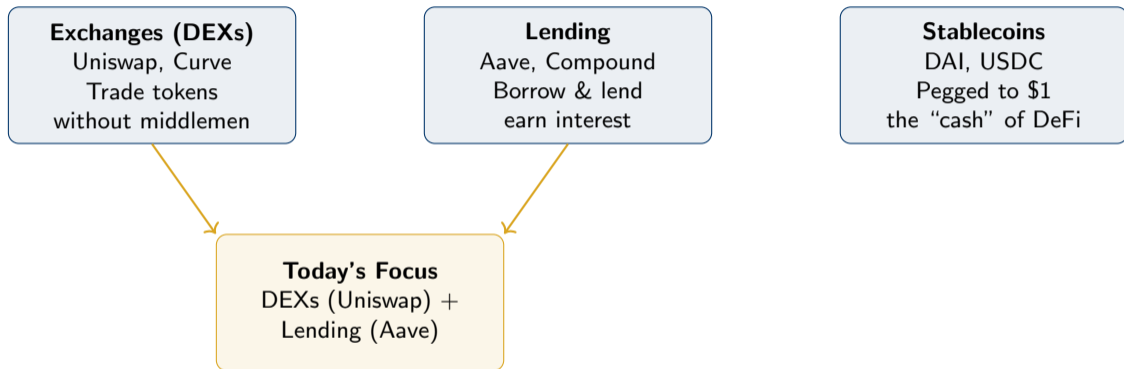 Exchanges (DEXs)
Uniswap, Curve
Trade tokens
without middlemen
Lending
Aave, Compound
Borrow & lend
earn interest
Stablecoins
DAI, USDC
Pegged to $1
the “cash” of DeFi
Today's Focus
DEXs (Uniswap) +
Lending (Aave)